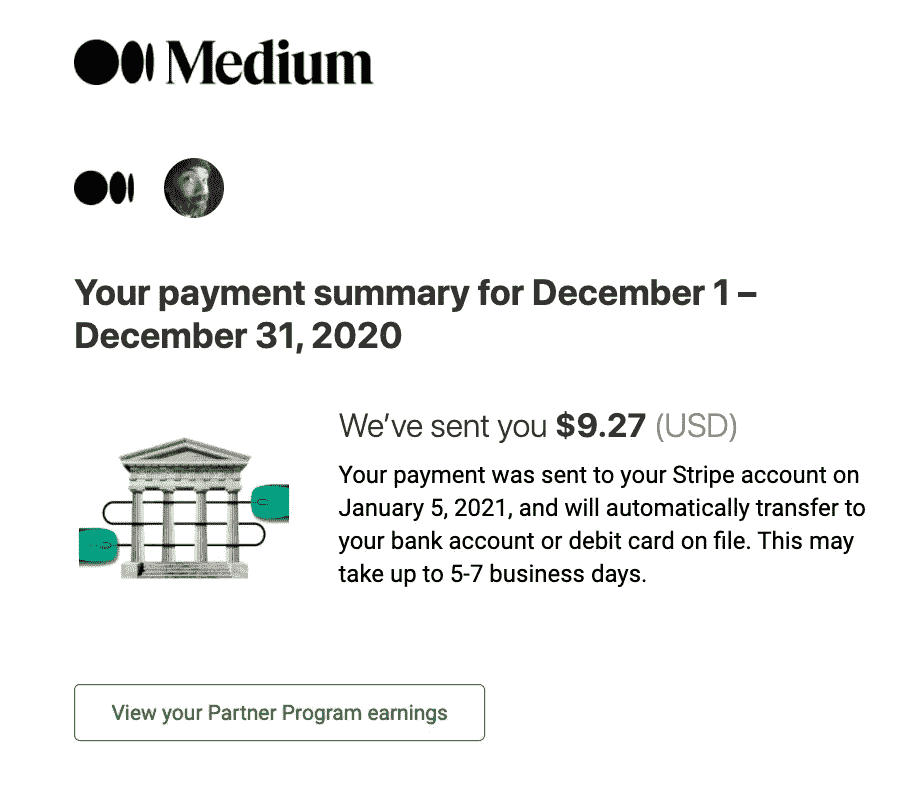 Medium
Your payment summary for December 1 –
December 31, 2020
We’ve sent you $9.27 (USD)
Your payment was sent to your Stripe account on
January 5, 2021, and will automatically transfer to
your bank account or debit card on file. This may
take up to 5-7 business days.
View your Partner Program earnings